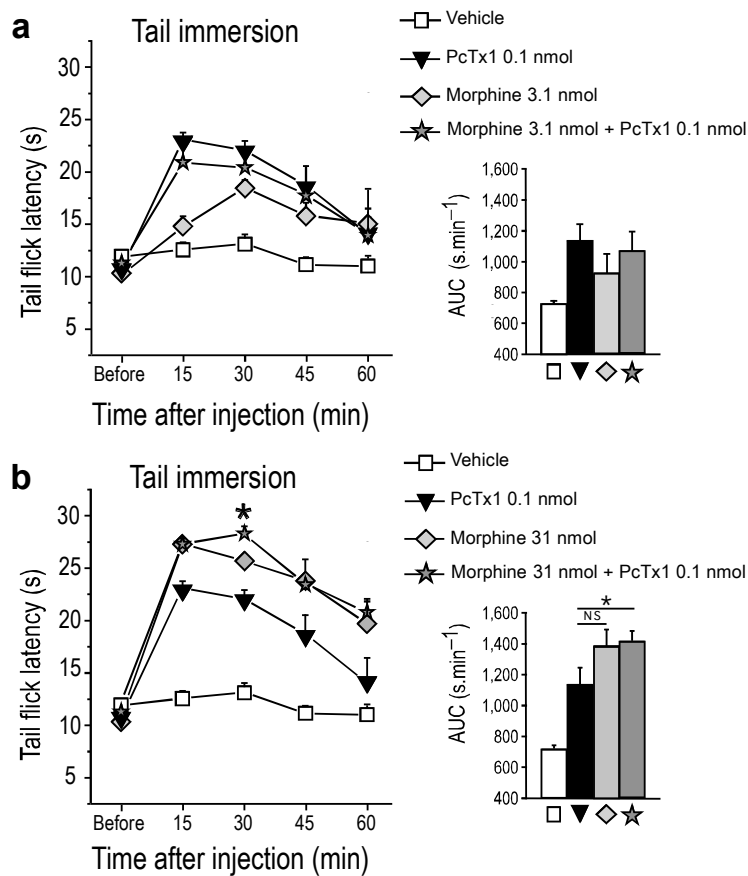 a
Tail immersion
Tail flick latency (s)
30
25
20
15
10
5
Before 15 30 45 60
Time after injection (min)
Vehicle
PcTx1 0.1 nmol
Morphine 3.1 nmol
Morphine 3.1 nmol + PcTx1 0.1 nmol
AUC (s.min−1)
1,600
1,400
1,200
1,000
800
600
400
b
Tail immersion
Tail flick latency (s)
30
25
20
15
10
5
*
Before 15 30 45 60
Time after injection (min)
Vehicle
PcTx1 0.1 nmol
Morphine 31 nmol
Morphine 31 nmol + PcTx1 0.1 nmol
AUC (s.min−1)
1,600
1,400
1,200
1,000
800
600
400
*
NS